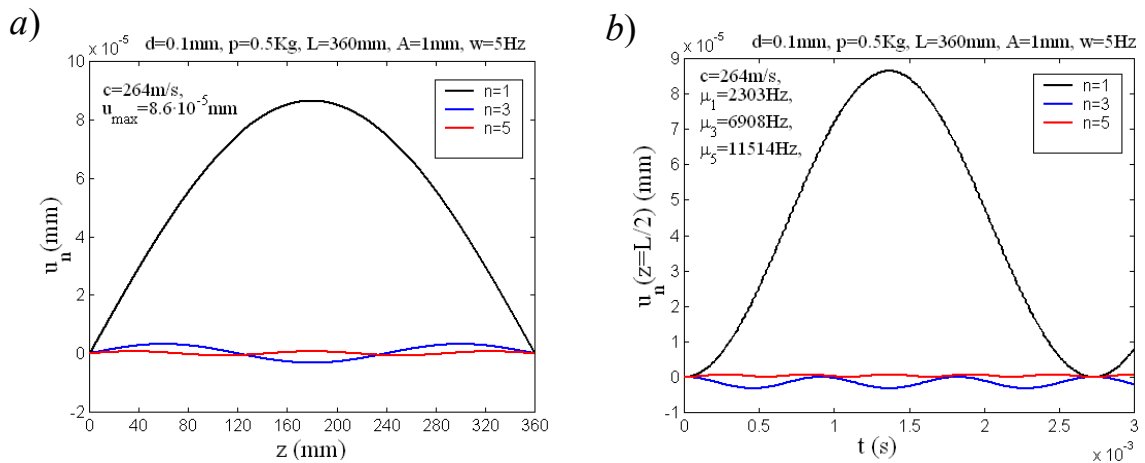 a)
x 10^-5
d=0.1mm, p=0.5Kg, L=360mm, A=1mm, w=5Hz
10
8
6
4
2
0
-2
u_n(mm)
c=264m/s,
u_max=8.6·10^-5mm
n=1
n=3
n=5
0 40 80 120 160 200 240 280 320 360
z (mm)
b)
x 10^-5
d=0.1mm, p=0.5Kg, L=360mm, A=1mm, w=5Hz
9
8
7
6
5
4
3
2
1
0
-1
u_n(z=L/2) (mm)
c=264m/s,
μ_1=2303Hz,
μ_3=6908Hz,
μ_5=11514Hz,
n=1
n=3
n=5
0 0.5 1 1.5 2 2.5 3
t (s)
x 10^-3